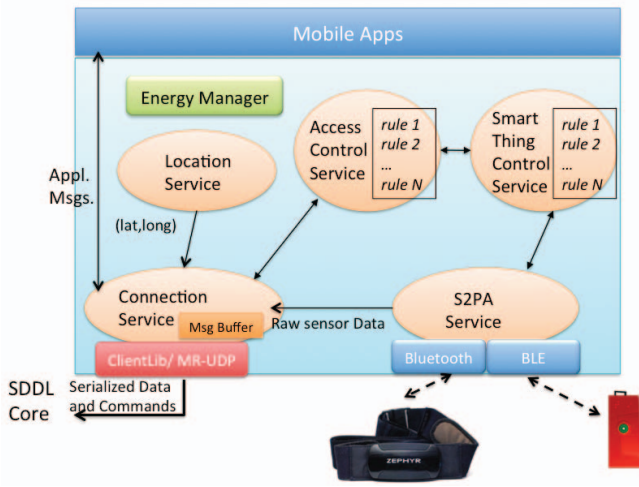 Mobile Apps
Energy Manager
Access
Control
Service
rule 1
rule 2
...
rule N
Smart
Thing
Control
Service
rule 1
rule 2
...
rule N
Location
Service
Appl.
Msgs.
(lat,long)
Connection
Service
Msg Buffer
Raw sensor Data
S2PA
Service
ClientLib/ MR-UDP
Bluetooth
BLE
SDDL
Core
Serialized Data
and Commands
ZEPHYR